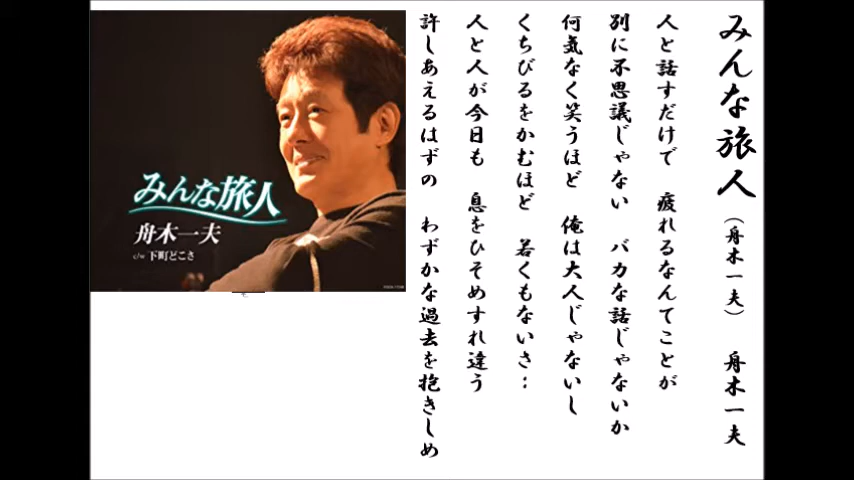 みんな旅人 (舟木一夫) 舟木一夫
人と話すだけで 疲れるなんてことが
別に不思議じゃない バカな話じゃないか
何気なく笑うほど 俺は大人じゃないし
くちびるをかむほど 若くもないさ…
人と人が今日も 息をひそめすれ違う
許しあえるはずの わずかな過去を抱きしめ
みんな旅人
舟木一夫
c/w 下町どこさ